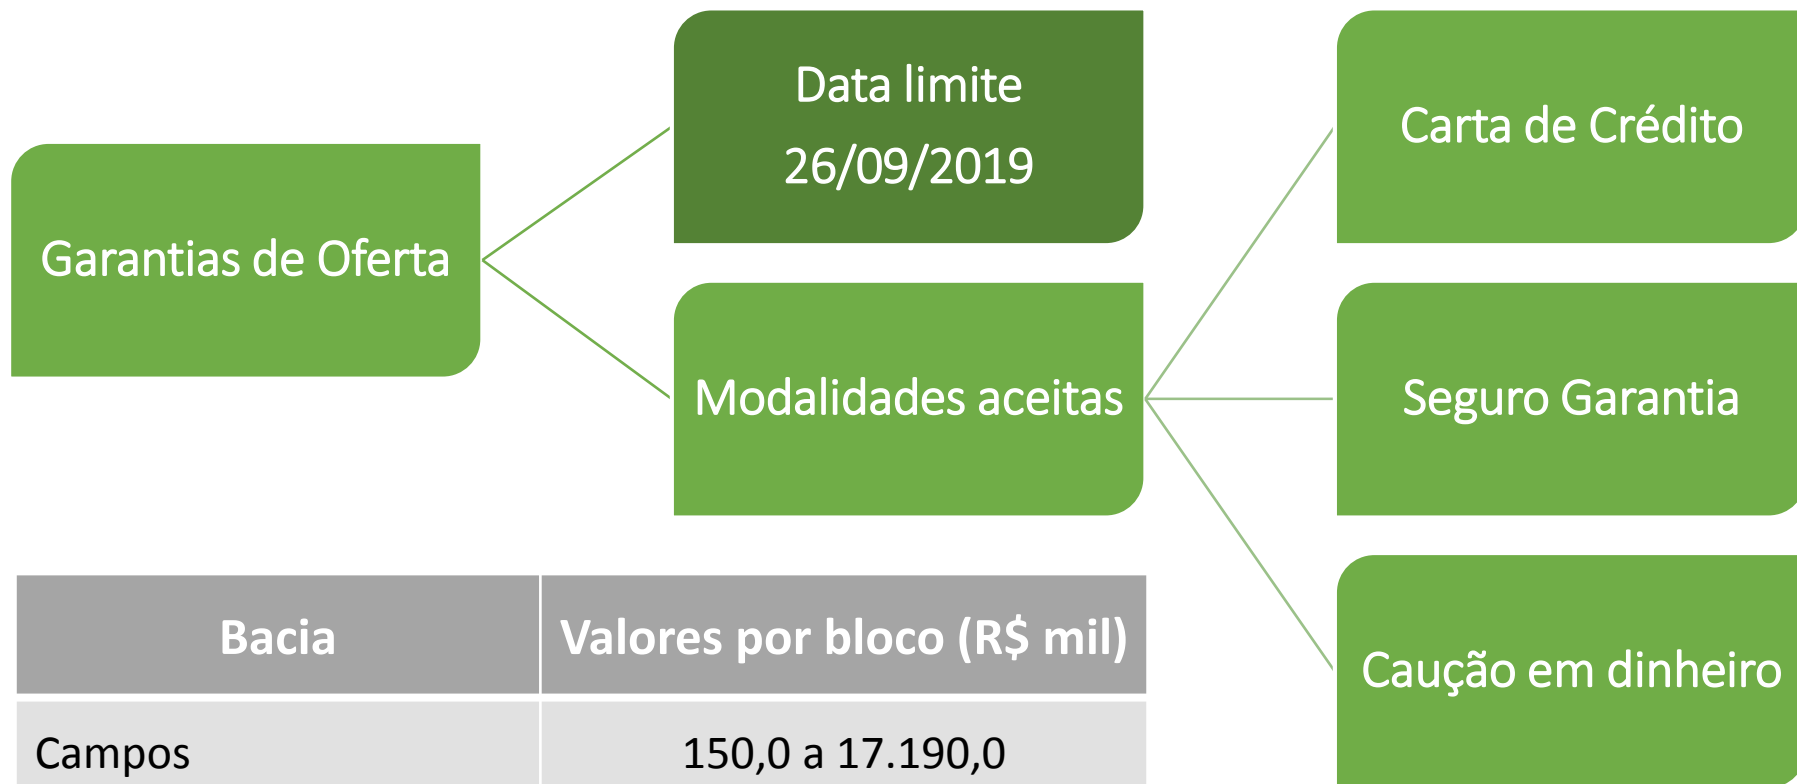 Garantias de Oferta
Data limite
26/09/2019
Modalidades aceitas
Carta de Crédito
Seguro Garantia
Caução em dinheiro
Bacia Valores por bloco (R$ mil)
Campos 150,0 a 17.190,0